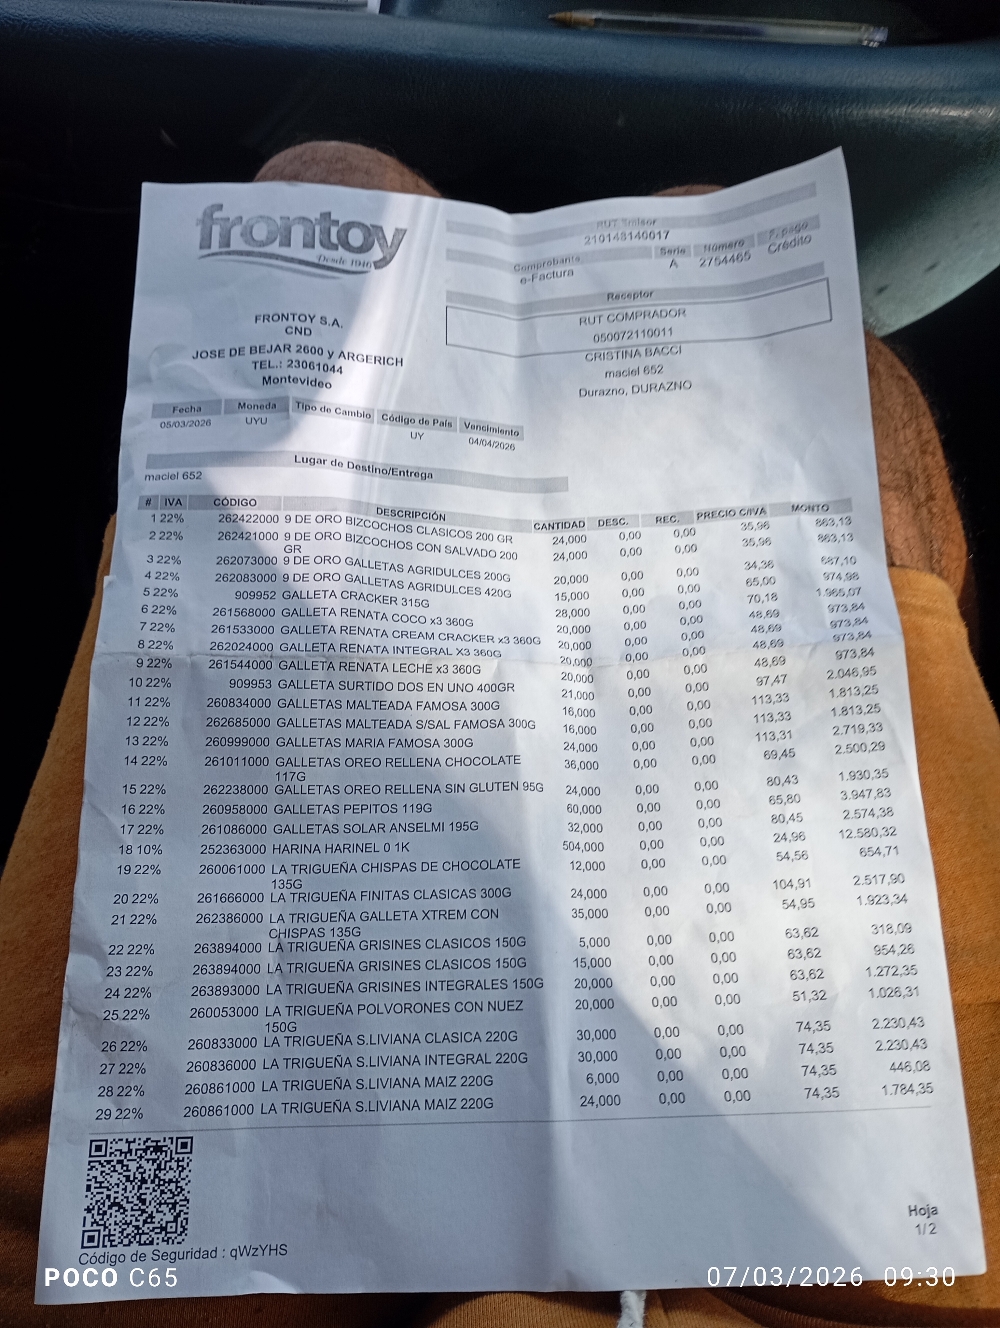 frontoy
Desde 1946
RUT Emisor
210148140017
Comprobante Serie Número F. pago
e-Factura A 2754465 Crédito
Receptor
RUT COMPRADOR
050072110011
CRISTINA BACCI
maciel 652
Durazno, DURAZNO
FRONTOY S.A.
CND
JOSE DE BEJAR 2600 y ARGERICH
TEL.: 23061044
Montevideo
Fecha Moneda Tipo de Cambio Código de País Vencimiento
05/03/2026 UYU UY 04/04/2026
Lugar de Destino/Entrega
maciel 652
# IVA CÓDIGO DESCRIPCIÓN CANTIDAD DESC. REC. PRECIO C/IVA MONTO
1 22% 262422000 9 DE ORO BIZCOCHOS CLASICOS 200 GR 24,000 0,00 0,00 35,96 863,13
2 22% 262421000 9 DE ORO BIZCOCHOS CON SALVADO 200 GR 24,000 0,00 0,00 35,96 863,13
3 22% 262073000 9 DE ORO GALLETAS AGRIDULCES 200G 20,000 0,00 0,00 34,36 687,10
4 22% 262083000 9 DE ORO GALLETAS AGRIDULCES 420G 15,000 0,00 0,00 65,00 974,98
5 22% 909952 GALLETA CRACKER 315G 28,000 0,00 0,00 70,18 1.965,07
6 22% 261568000 GALLETA RENATA COCO x3 360G 20,000 0,00 0,00 48,69 973,84
7 22% 261533000 GALLETA RENATA CREAM CRACKER x3 360G 20,000 0,00 0,00 48,69 973,84
8 22% 262024000 GALLETA RENATA INTEGRAL X3 360G 20,000 0,00 0,00 48,69 973,84
9 22% 261544000 GALLETA RENATA LECHE x3 360G 20,000 0,00 0,00 48,69 973,84
10 22% 909953 GALLETA SURTIDO DOS EN UNO 400GR 21,000 0,00 0,00 97,47 2.046,95
11 22% 260834000 GALLETAS MALTEADA FAMOSA 300G 16,000 0,00 0,00 113,33 1.813,25
12 22% 262685000 GALLETAS MALTEADA S/SAL FAMOSA 300G 16,000 0,00 0,00 113,33 1.813,25
13 22% 260999000 GALLETAS MARIA FAMOSA 300G 24,000 0,00 0,00 113,31 2.719,33
14 22% 261011000 GALLETAS OREO RELLENA CHOCOLATE 117G 36,000 0,00 0,00 69,45 2.500,29
15 22% 262238000 GALLETAS OREO RELLENA SIN GLUTEN 95G 24,000 0,00 0,00 80,43 1.930,35
16 22% 260958000 GALLETAS PEPITOS 119G 60,000 0,00 0,00 65,80 3.947,83
17 22% 261086000 GALLETAS SOLAR ANSELMI 195G 32,000 0,00 0,00 80,45 2.574,38
18 10% 252363000 HARINA HARINEL 0 1K 504,000 0,00 0,00 24,96 12.580,32
19 22% 260061000 LA TRIGUEÑA CHISPAS DE CHOCOLATE 135G 12,000 0,00 0,00 54,56 654,71
20 22% 261666000 LA TRIGUEÑA FINITAS CLASICAS 300G 24,000 0,00 0,00 104,91 2.517,90
21 22% 262386000 LA TRIGUEÑA GALLETA XTREM CON CHISPAS 135G 35,000 0,00 0,00 54,95 1.923,34
22 22% 263894000 LA TRIGUEÑA GRISINES CLASICOS 150G 5,000 0,00 0,00 63,62 318,09
23 22% 263894000 LA TRIGUEÑA GRISINES CLASICOS 150G 15,000 0,00 0,00 63,62 954,26
24 22% 263893000 LA TRIGUEÑA GRISINES INTEGRALES 150G 20,000 0,00 0,00 63,62 1.272,35
25 22% 260053000 LA TRIGUEÑA POLVORONES CON NUEZ 150G 20,000 0,00 0,00 51,32 1.026,31
26 22% 260833000 LA TRIGUEÑA S.LIVIANA CLASICA 220G 30,000 0,00 0,00 74,35 2.230,43
27 22% 260836000 LA TRIGUEÑA S.LIVIANA INTEGRAL 220G 30,000 0,00 0,00 74,35 2.230,43
28 22% 260861000 LA TRIGUEÑA S.LIVIANA MAIZ 220G 6,000 0,00 0,00 74,35 446,08
29 22% 260861000 LA TRIGUEÑA S.LIVIANA MAIZ 220G 24,000 0,00 0,00 74,35 1.784,35
Hoja
1/2
Código de Seguridad : qWzYHS
POCO C65
07/03/2026 09:30